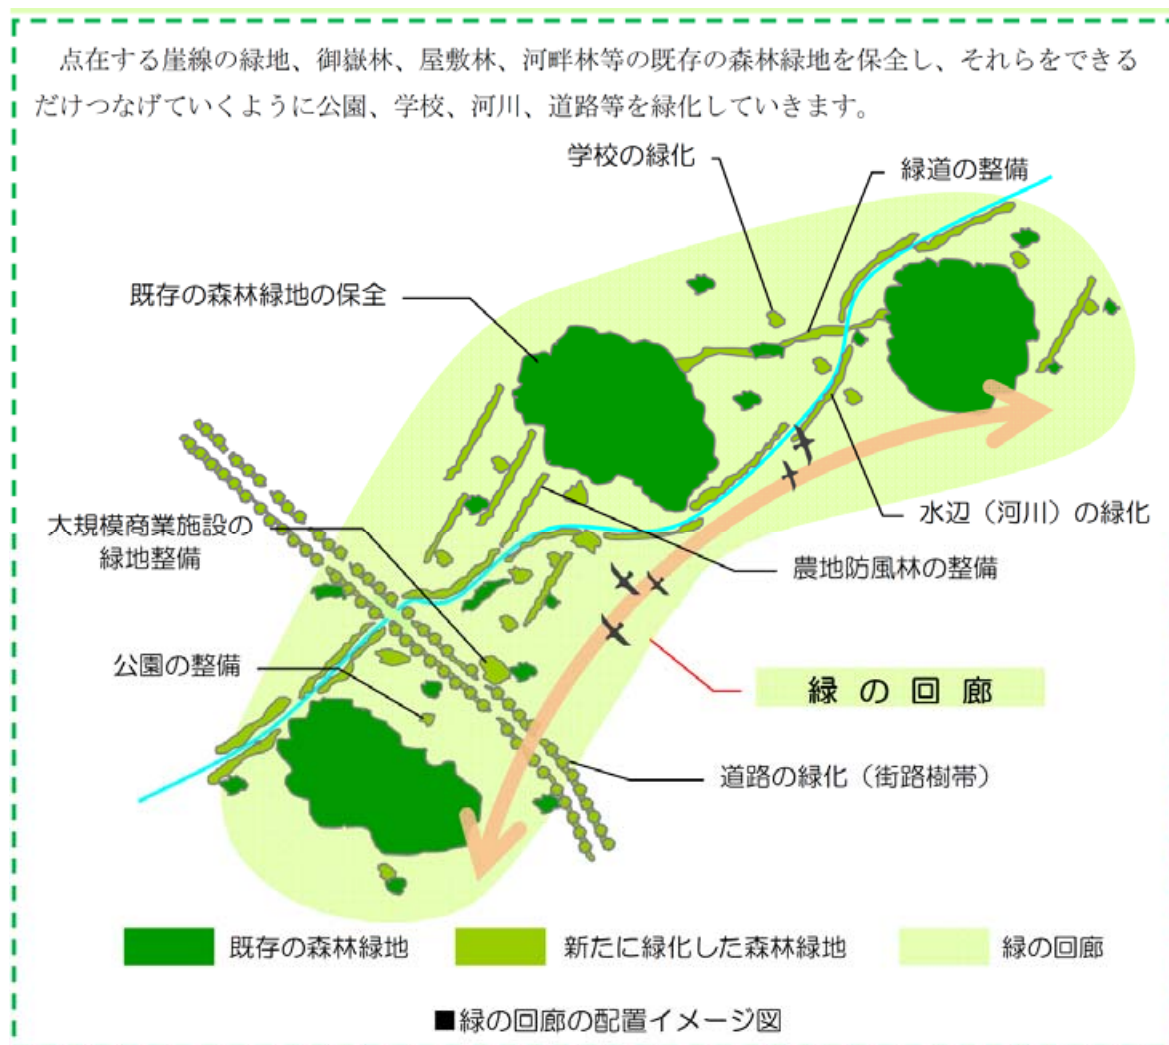 点在する崖線の緑地、御嶽林、屋敷林、河畔林等の既存の森林緑地を保全し、それらをできる
だけつなげていくように公園、学校、河川、道路等を緑化していきます。
学校の緑化
緑道の整備
既存の森林緑地の保全
大規模商業施設の
緑地整備
水辺（河川）の緑化
農地防風林の整備
公園の整備
緑の回廊
道路の緑化（街路樹帯）
既存の森林緑地
新たに緑化した森林緑地
緑の回廊
■緑の回廊の配置イメージ図